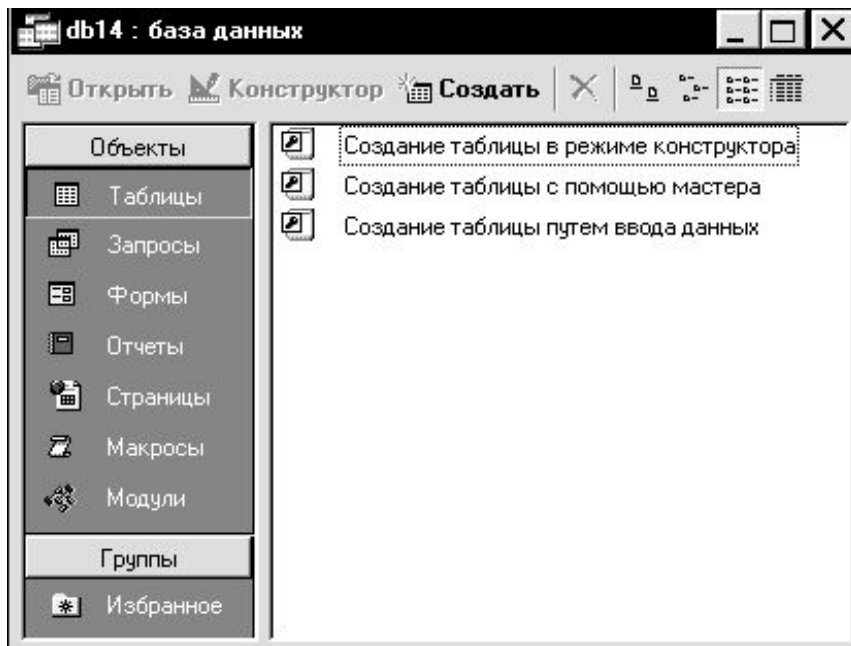 db14 : база данных
Открыть Конструктор Создать
Объекты
Таблицы
Запросы
Формы
Отчеты
Страницы
Макросы
Модули
Группы
Избранное
Создание таблицы в режиме конструктора
Создание таблицы с помощью мастера
Создание таблицы путем ввода данных